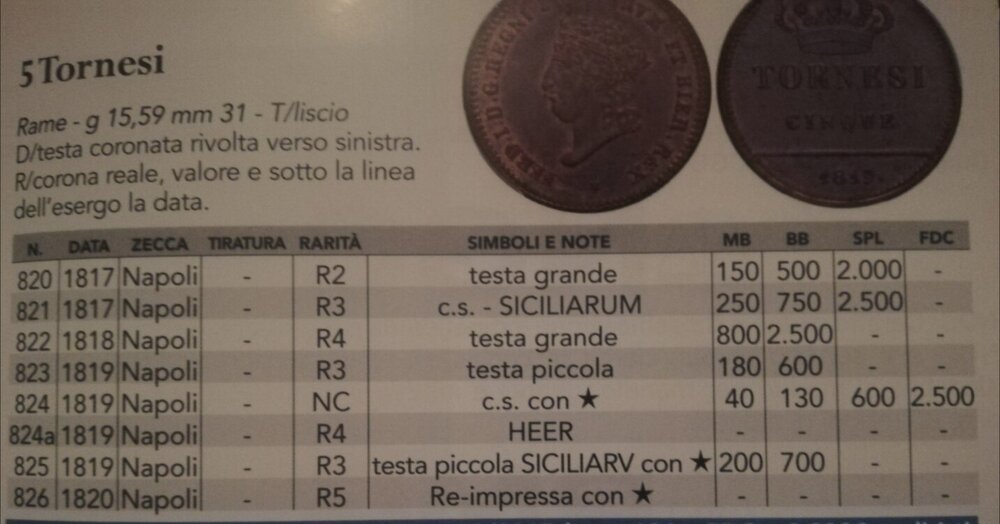 5 Tornesi
Rame - g 15,59 mm 31 - T/liscio
D/testa coronata rivolta verso sinistra.
R/corona reale, valore e sotto la linea
dell'esergo la data.
TORNESI
CINQUE
1819.
N. DATA ZECCA TIRATURA RARITÀ SIMBOLI E NOTE MB BB SPL FDC
820 1817 Napoli - R2 testa grande 150 500 2.000 -
821 1817 Napoli - R3 c.s. - SICILIARUM 250 750 2.500 -
822 1818 Napoli - R4 testa grande 800 2.500 - -
823 1819 Napoli - R3 testa piccola 180 600 - -
824 1819 Napoli - NC c.s. con ★ 40 130 600 2.500
824a 1819 Napoli - R4 HEER - - - -
825 1819 Napoli - R3 testa piccola SICILIARV con ★ 200 700 - -
826 1820 Napoli - R5 Re-impressa con ★ - - - -